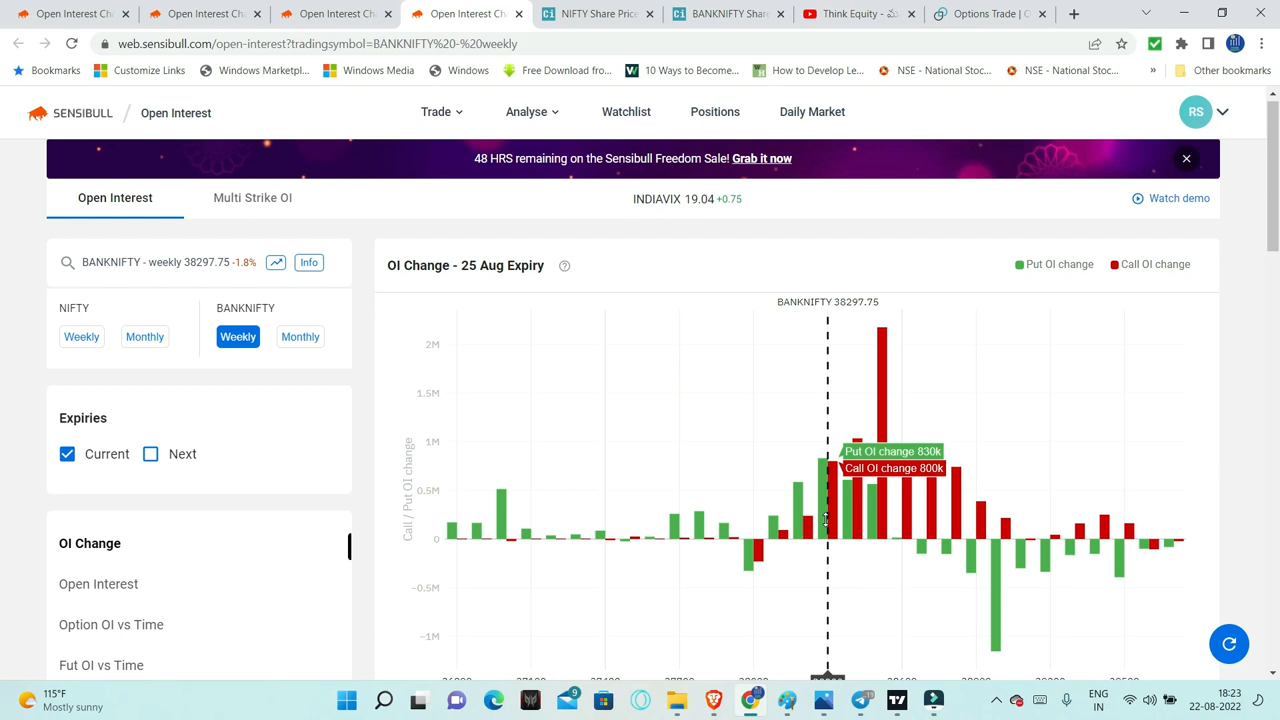 Open Interest Ch
Open Interest Ch
Open Interest Ch
Open Interest Ch
NIFTY Share Pric
BANKNIFTY Shar
Think Equity -
Options Trade | C
web.sensibull.com/open-interest?tradingsymbol=BANKNIFTY%20-%20weekly
Bookmarks Customize Links Windows Marketpl... Windows Media Windows Free Download fro... 10 Ways to Become... How to Develop Le... NSE - National Stoc... NSE - National Stoc... » Other bookmarks
SENSIBULL / Open Interest Trade Analyse Watchlist Positions Daily Market RS
48 HRS remaining on the Sensibull Freedom Sale! Grab it now
Open Interest Multi Strike OI INDIAVIX 19.04 +0.75 Watch demo
BANKNIFTY - weekly 38297.75 -1.8% Info
NIFTY BANKNIFTY
Weekly Monthly Weekly Monthly
Expiries
Current Next
OI Change
Open Interest
Option OI vs Time
Fut OI vs Time
OI Change - 25 Aug Expiry Put OI change Call OI change
BANKNIFTY 38297.75
Call / Put OI change
2M
1.5M
1M
0.5M
0
−0.5M
−1M
Put OI change 830k
Call OI change 800k
115°F
Mostly sunny
9
11
ENG
IN
18:23
22-08-2022